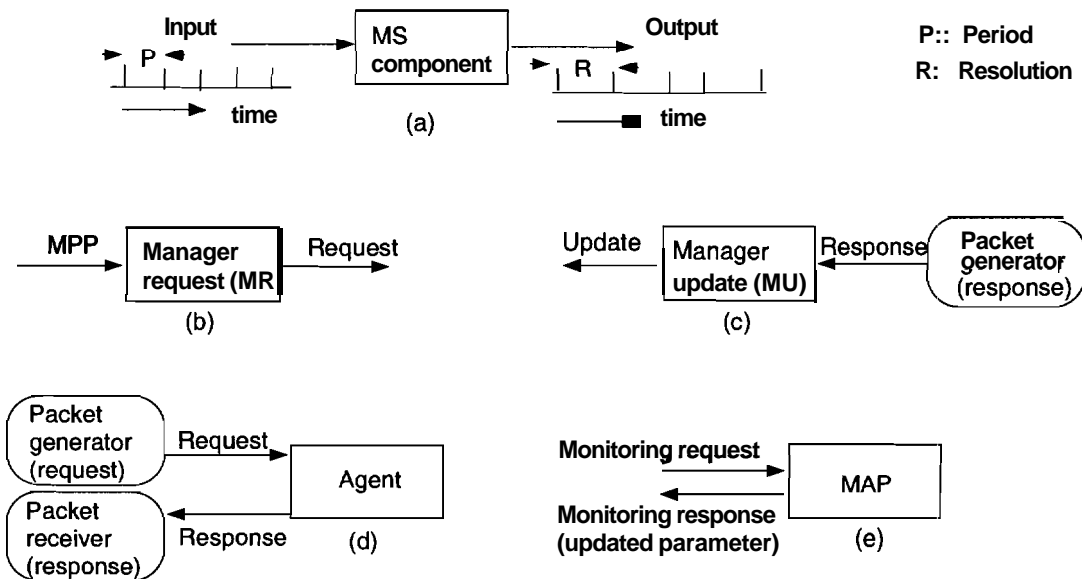 Input
MS
component
Output
P:: Period
R: Resolution
P
R
time
time
(a)
MPP
Manager
request (MR
Request
(b)
Update
Manager
update (MU)
Response
Packet
generator
(response)
(c)
Packet
generator
(request)
Request
Agent
Packet
receiver
(response)
Response
(d)
Monitoring request
MAP
Monitoring response
(updated parameter)
(e)